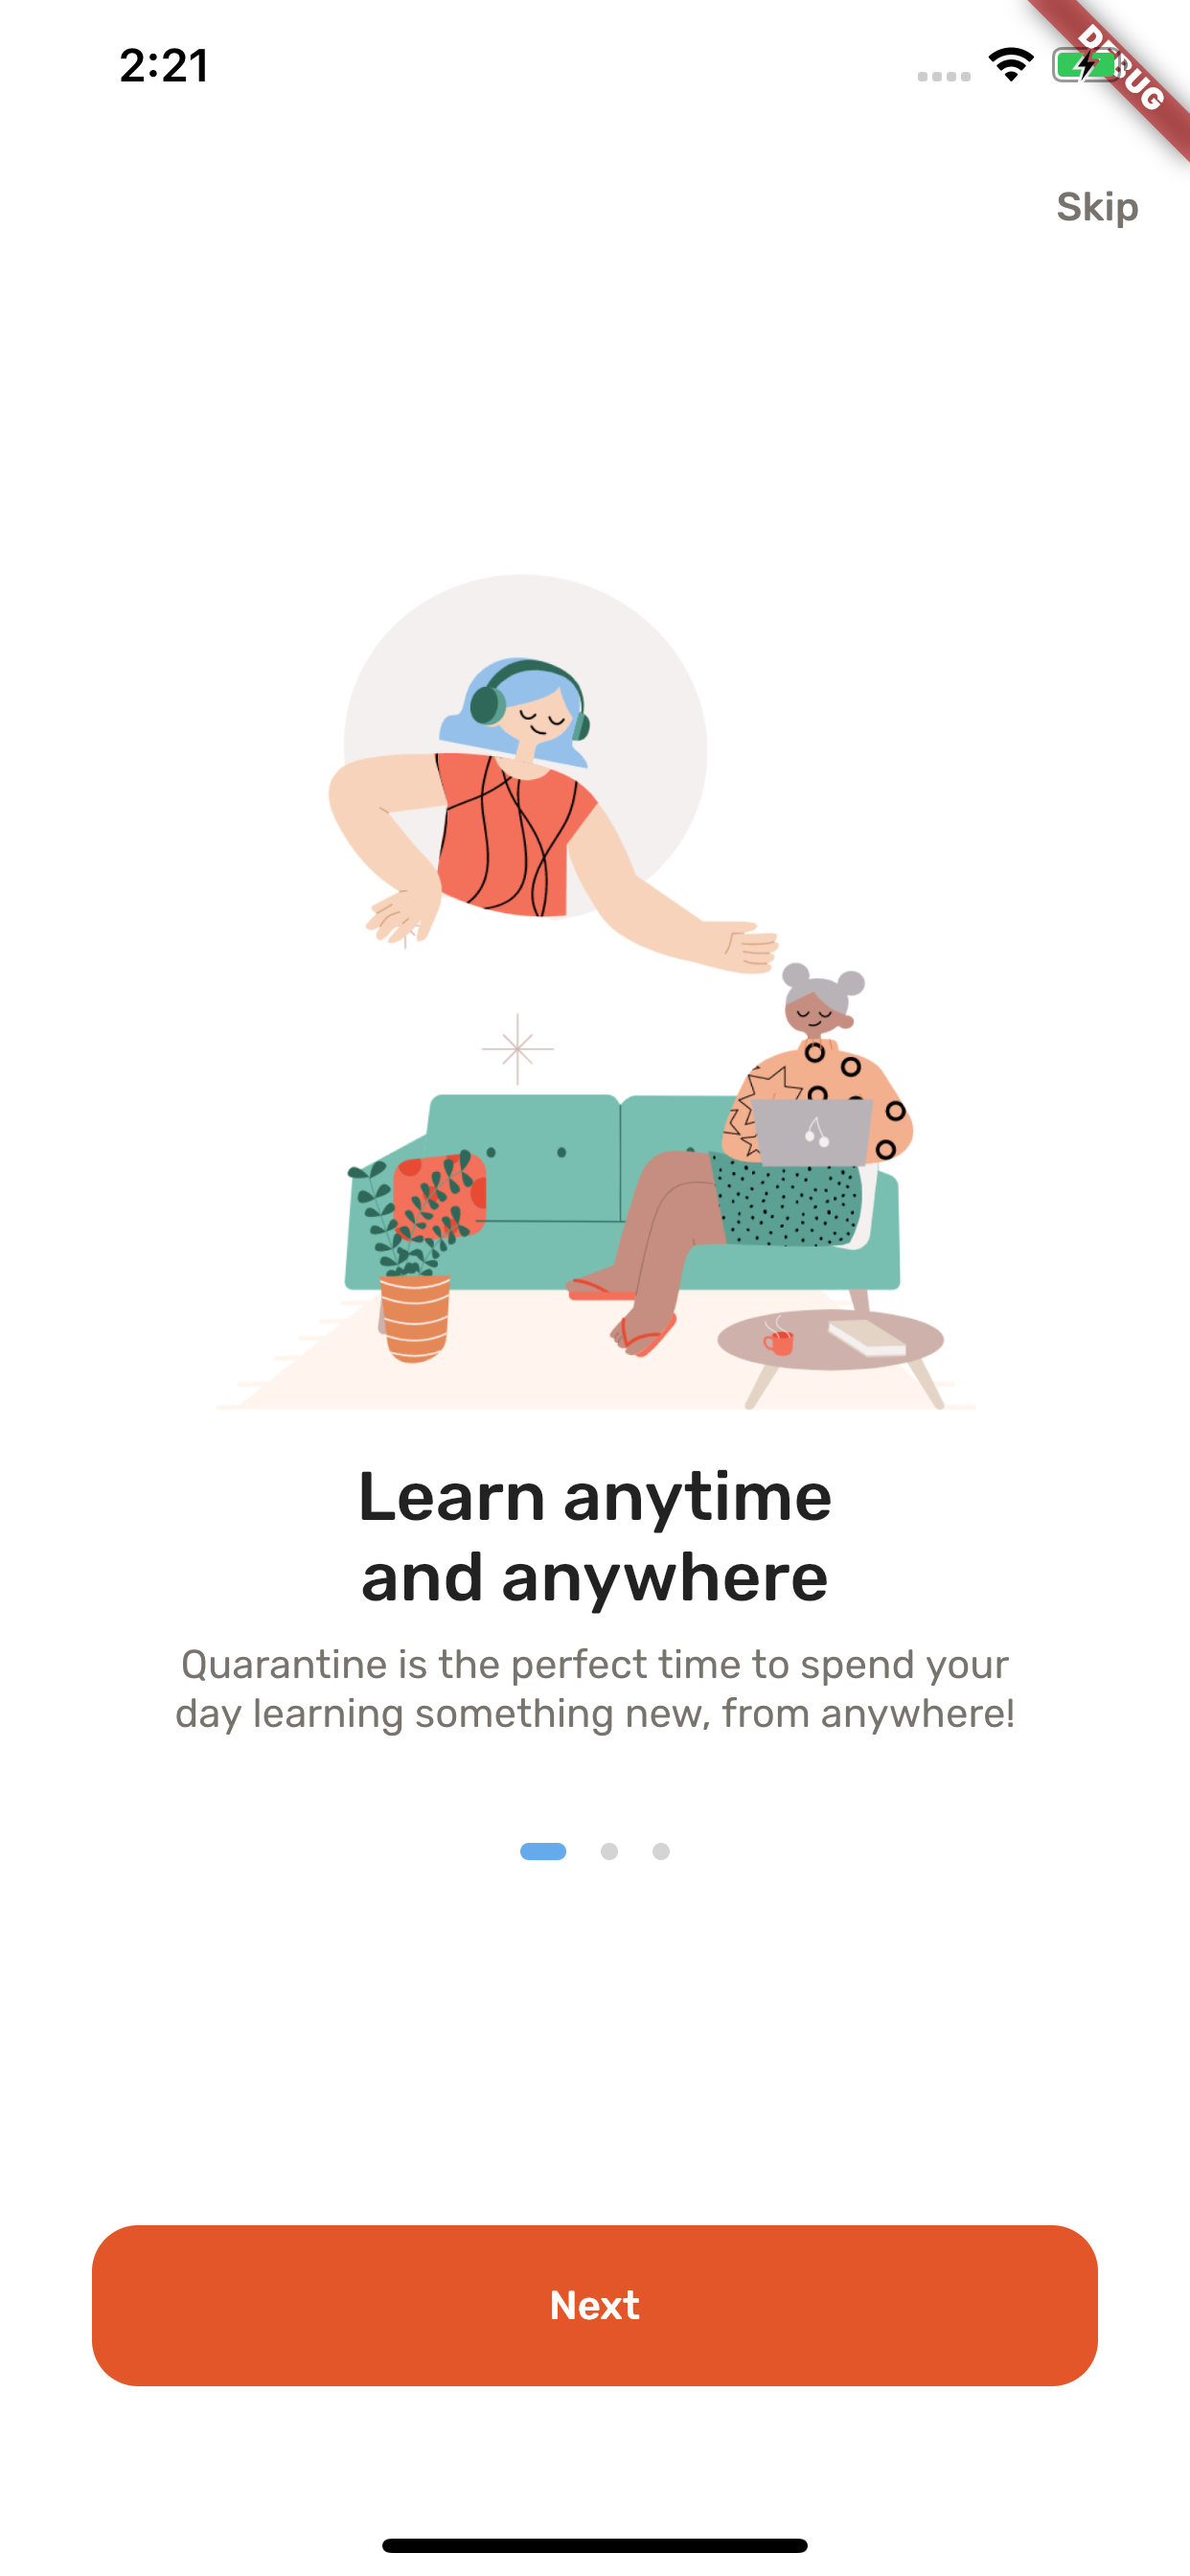 2:21
DEBUG
Skip
Learn anytime
and anywhere
Quarantine is the perfect time to spend your
day learning something new, from anywhere!
Next